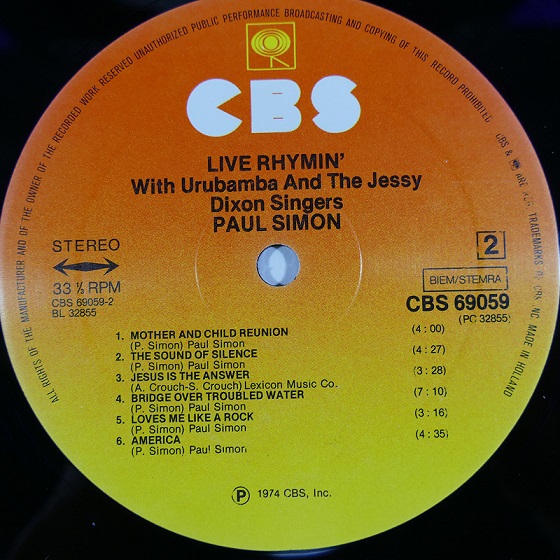 ALL RIGHTS OF THE MANUFACTURER AND OF THE OWNER OF THE RECORDED WORK RESERVED UNAUTHORIZED PUBLIC PERFORMANCE BROADCASTING AND COPYING OF THIS RECORD PROHIBITED
CBS
LIVE RHYMIN'
With Urubamba And The Jessy
Dixon Singers
PAUL SIMON
STEREO
33 ⅓ RPM
CBS 69059-2
BL 32855
2
BIEM/STEMRA
CBS 69059
(PC 32855)
1. MOTHER AND CHILD REUNION (4 : 00)
(P. Simon) Paul Simon
2. THE SOUND OF SILENCE (4 : 27)
(P. Simon) Paul Simon
3. JESUS IS THE ANSWER (3 : 28)
(A. Crouch-S. Crouch) Lexicon Music Co.
4. BRIDGE OVER TROUBLED WATER (7 : 10)
(P. Simon) Paul Simon
5. LOVES ME LIKE A ROCK (3 : 16)
(P. Simon) Paul Simon
6. AMERICA (4 : 35)
(P. Simon) Paul Simon
Ⓟ 1974 CBS, Inc.
CBS & ARE TRADEMARKS CBS, INC MADE IN HOLLAND